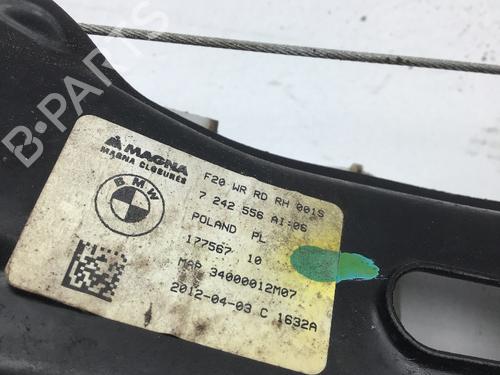 B-PARTS
MAGNA
MAGNA CLOSURES
BMW
F20 WR RD RH 001S
7 242 556 AI:06
POLAND PL
177567 10
MAP 34000012M07
2012-04-03 C 1632A